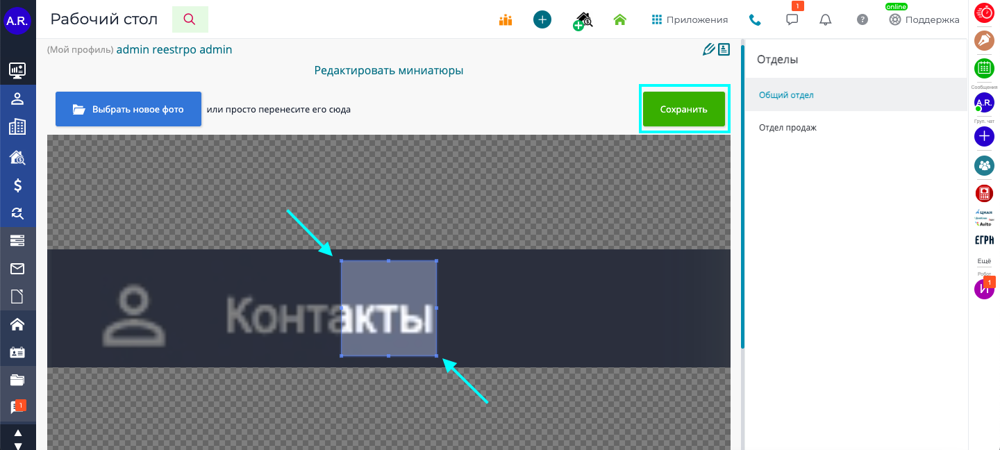 A.R.
Рабочий стол
1
Приложения
online
Поддержка
(Мой профиль) admin reestrpo admin
Редактировать миниатюры
Выбрать новое фото
или просто перенесите его сюда
Сохранить
Контакты
1
Отделы
Общий отдел
Отдел продаж
Сообщения
A.R.
Груп. чат
ЦИАН
Avito
ЕГРН
Ещё
Робот
1
И